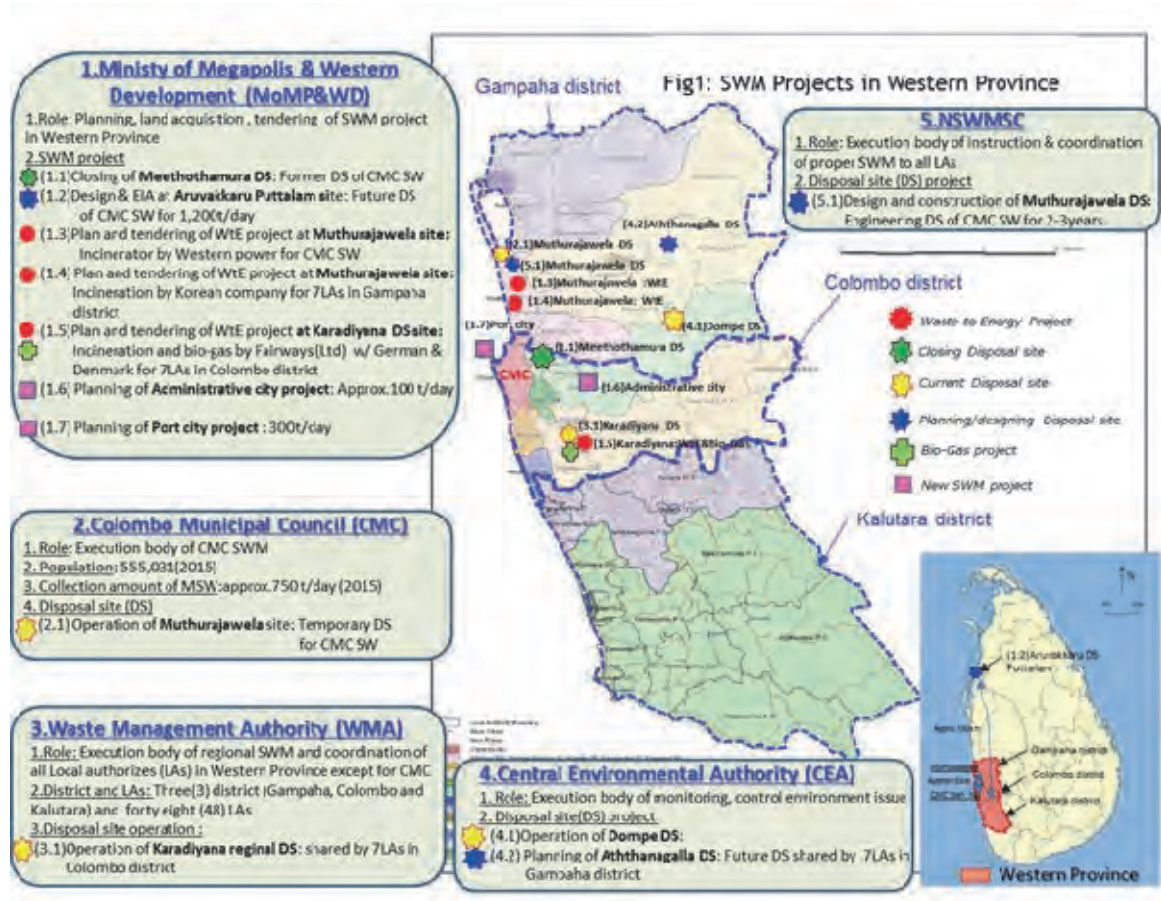 Fig1: SWM Projects in Western Province
1.Ministy of Megapolis & Western
Development (MoMP&WD)
1.Role: Planning, land acquistion , tendering of SWM project
in Western Province
2.SWM project
(1.1)Closing of Meethothamura DS: Former DS of CMC SW
(1.2)Design & EIA ar Aruvakkaru Puttalam site: Future DS
of CMC SW for 1,200t/day
(1.3)Plan and tendering of WtE project at Muthurajawela site:
Incinerator by Western power for CMC SW
(1.4) Plan and tendering of WtE project at Muthurajawela site:
Incineration by Korean company for 7LAs in Gampaha
district
(1.5)Plan and tendering of WtE project at Karadiyana DSsite:
Incineration and bio-gas by Fairways(Ltd) w/ German &
Denmark for 7LAs in Colombo district
(1.6) Planning of Acministrative city project: Approx.100t/day
(1.7) Planning of Port city project : 300t/day
2.Colombo Municipal Council (CMC)
1. Role: Execution body of CMC SWM
2. Population: 555,031(2015)
3. Collection amount of MSW:approx.750t/day (2015)
4. Disposal site (DS)
(2.1)Operation of Muthurajawela site: Temporary DS
for CMC SW
3.Waste Management Authority (WMA)
1.Role: Execution body of regional SWM and coordination of
all Local authorizes (LAs) in Western Province except for CMC
2.District anc LAs: Three(3) district (Gampaha, Colombo and
Kalutara) and forty eight (48) LAs
3.Disposal site operation :
(3.1)Operation of Karadiyana reginal DS: shared by 7LAs in
Colombo district
4.Central Environmental Authority (CEA)
1. Role: Execution body of monitoring, control environment issue
2. Disposal site(DS) project
(4.1)Operation of Dompe DS:
(4.2) Planning of Aththanagalla DS: Future DS shared by 7LAs in
Gampaha district
5.NSWMSC
1. Role: Execution body of instruction & coordination
of proper SWM to all LAs
2. Disposal site (DS) project
(5.1)Design and construction of Muthurajawela DS:
Engineering DS of CMC SW for 2-3years
Gampaha district
Colombo district
Kalutara district
(4.2)Aththanagalla DS
(2.1)Muthurajawela DS
(5.1)Muthurajawela DS
(1.3)Muthurajawela :WtE
(1.4)Muthurajawela: WtE
(4.1)Dompe DS
(1.7)Port city
(1.1)Meethothamura DS
CMC
(1.6)Administrative city
(3.1)Karadiyana DS
(1.5)Karadiyana:WtE&Bio-Gas
Waste to Energy Project
Closing Disposal site
Current Disposal site
Planning/designing Disposal site
Bio-Gas project
New SWM project
(1.2)Aruvakkaru DS
Gampaha district
Colombo district
Kalutara district
Western Province